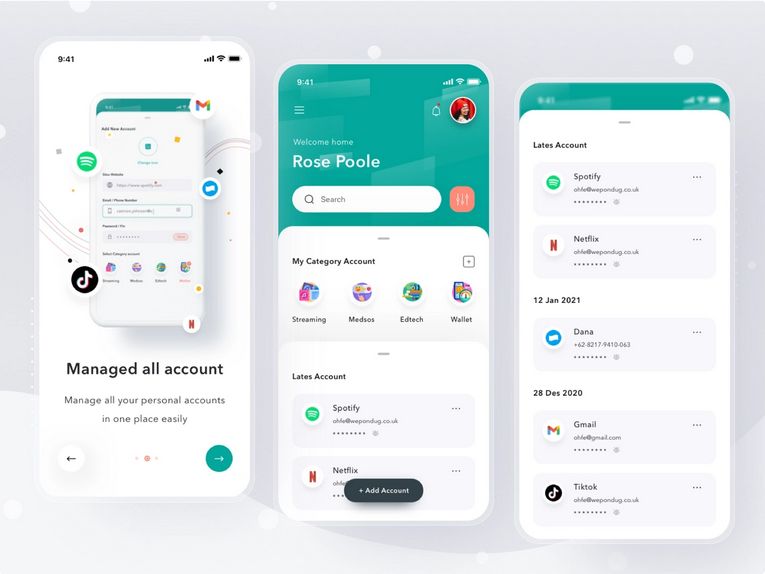 9:41
Add New Account
Change Icon
Situs Website
https://www.spotify.com
Email / Phone Number
Password / Pin
Select Category account
Streaming
Medsos
Edtech
Wallet
Managed all account
Manage all your personal accounts
in one place easily
9:41
Welcome home
Rose Poole
Search
My Category Account
Streaming
Medsos
Edtech
Wallet
Lates Account
Spotify
ohfe@wepondug.co.uk
Netflix
+ Add Account
9:41
Lates Account
Spotify
ohfe@wepondug.co.uk
Netflix
ohfe@wepondug.co.uk
12 Jan 2021
Dana
+62-8217-9410-063
28 Des 2020
Gmail
ohfe@gmail.com
Tiktok
ohfe@wepondug.co.uk